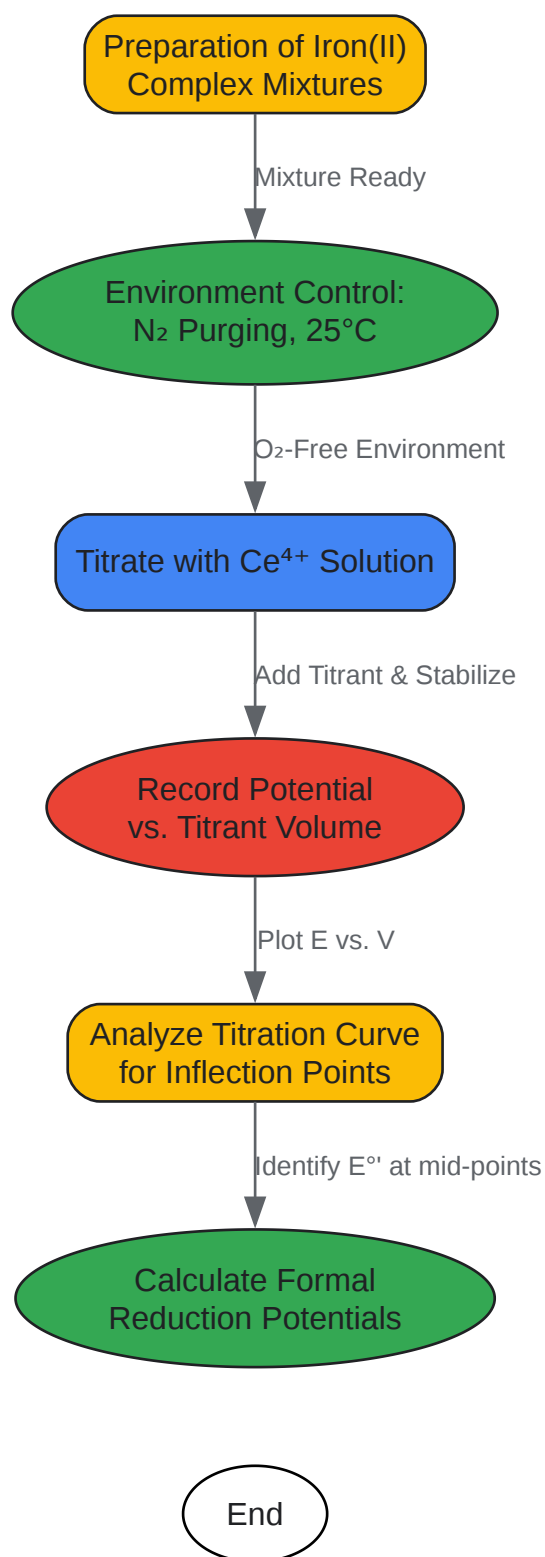 Preparation of Iron(II)
Complex Mixtures
Mixture Ready
Environment Control:
N₂ Purging, 25°C
O₂-Free Environment
Titrate with Ce⁴⁺ Solution
Add Titrant & Stabilize
Record Potential
vs. Titrant Volume
Plot E vs. V
Analyze Titration Curve
for Inflection Points
Identify E°' at mid-points
Calculate Formal
Reduction Potentials
End